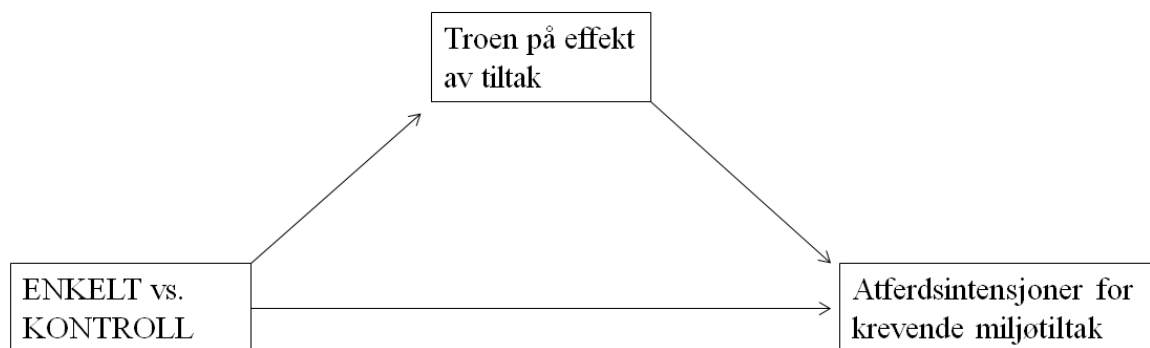 Troen på effekt
av tiltak
ENKELT vs.
KONTROLL
Atferdsintensjoner for
krevende miljøtiltak